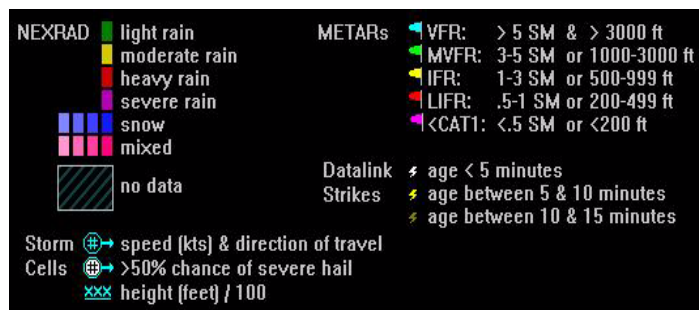 NEXRAD light rain
moderate rain
heavy rain
severe rain
snow
mixed
no data
METARs VFR: > 5 SM & > 3000 ft
MVFR: 3-5 SM or 1000-3000 ft
IFR: 1-3 SM or 500-999 ft
LIFR: .5-1 SM or 200-499 ft
<CAT1: <.5 SM or <200 ft
Datalink age < 5 minutes
Strikes age between 5 & 10 minutes
age between 10 & 15 minutes
Storm # speed (kts) & direction of travel
Cells # >50% chance of severe hail
xxx height (feet) / 100